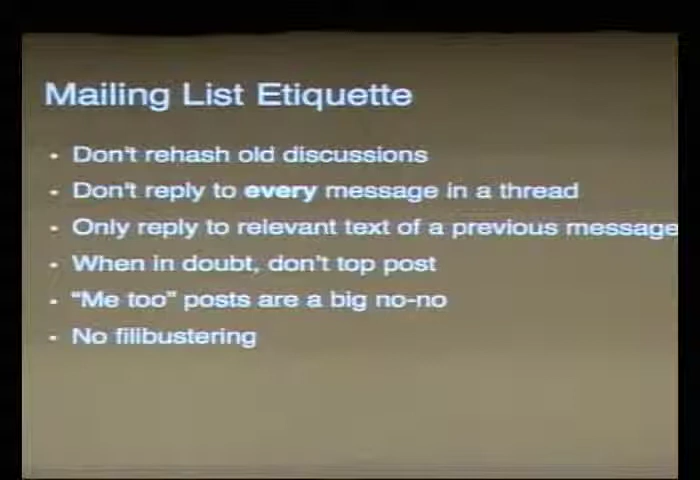 Mailing List Etiquette
• Don't rehash old discussions
• Don't reply to every message in a thread
• Only reply to relevant text of a previous message
• When in doubt, don't top post
• “Me too” posts are a big no-no
• No filibustering